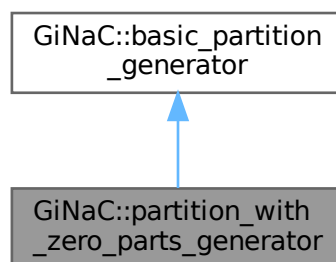 GiNaC::basic_partition
_generator
GiNaC::partition_with
_zero_parts_generator